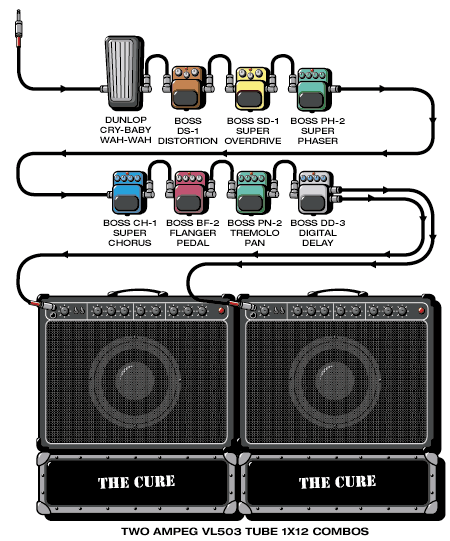 DUNLOP
CRY-BABY
WAH-WAH
BOSS
DS-1
DISTORTION
BOSS SD-1
SUPER
OVERDRIVE
BOSS PH-2
SUPER
PHASER
BOSS CH-1
SUPER
CHORUS
BOSS BF-2
FLANGER
PEDAL
BOSS PN-2
TREMOLO
PAN
BOSS DD-3
DIGITAL
DELAY
THE CURE
THE CURE
TWO AMPEG VL503 TUBE 1X12 COMBOS